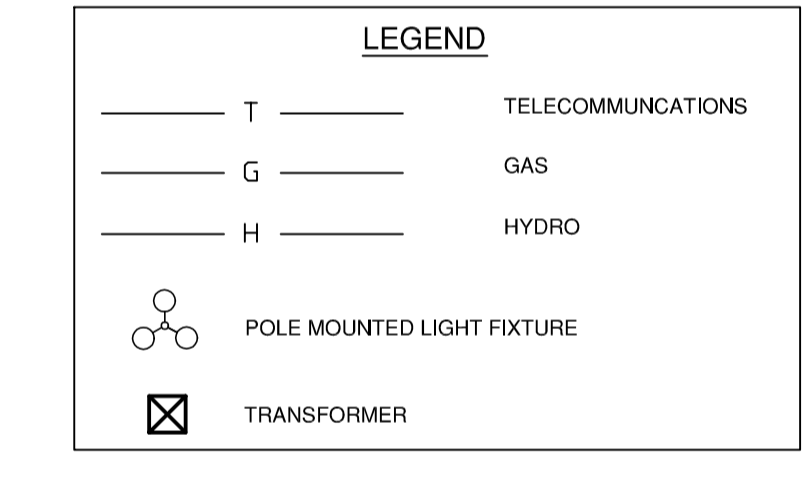 LEGEND
T TELECOMMUNCATIONS
G GAS
H HYDRO
POLE MOUNTED LIGHT FIXTURE
TRANSFORMER